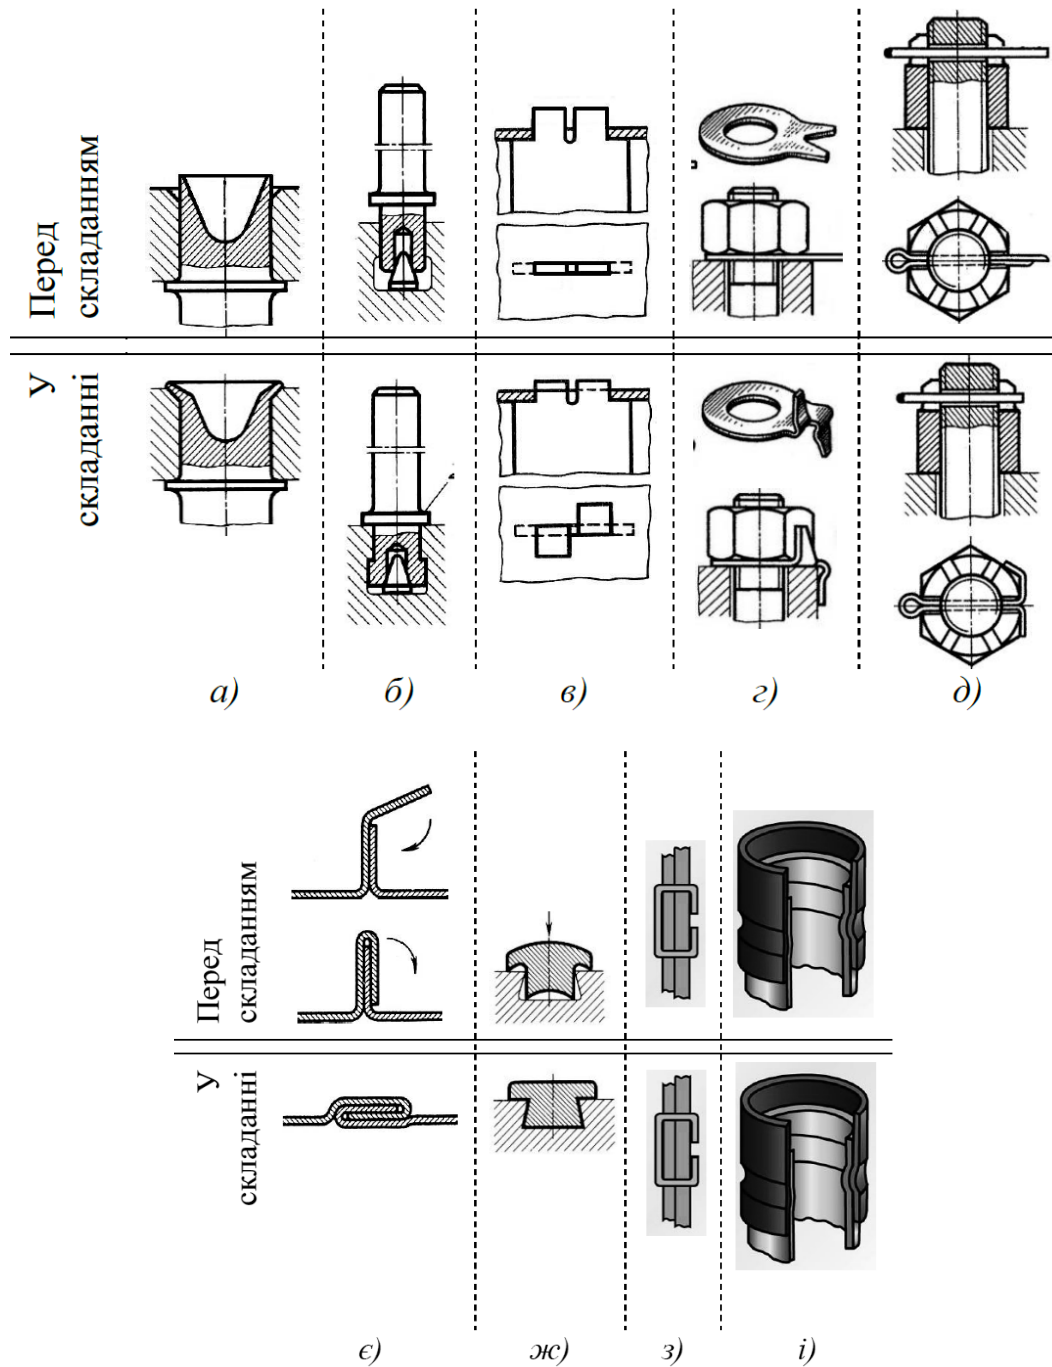 Перед
складанням
У
складанні
а)
б)
в)
г)
д)
Перед
складанням
У
складанні
є)
ж)
з)
і)